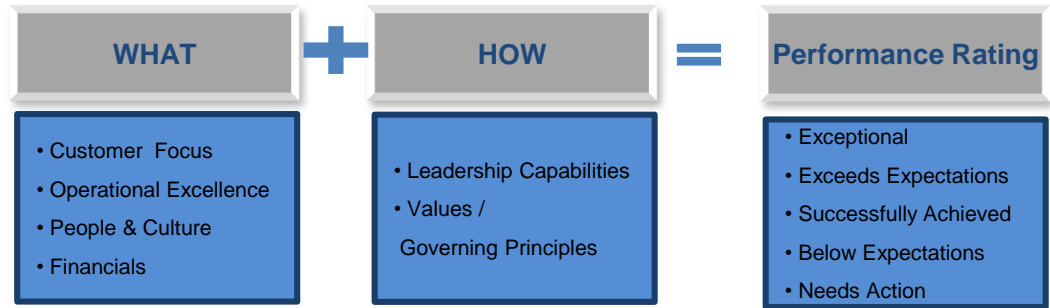 WHAT
+
HOW
=
Performance Rating
• Customer Focus
• Operational Excellence
• People & Culture
• Financials
• Leadership Capabilities
• Values /
Governing Principles
• Exceptional
• Exceeds Expectations
• Successfully Achieved
• Below Expectations
• Needs Action